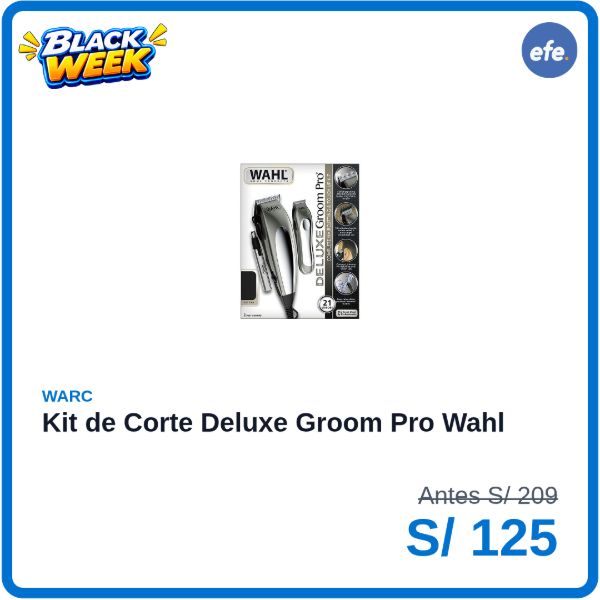 BLACK
WEEK
efe.
WAHL
DELUXE Groom Pro
WAHL
21
WARC
Kit de Corte Deluxe Groom Pro Wahl
Antes S/ 209
S/ 125